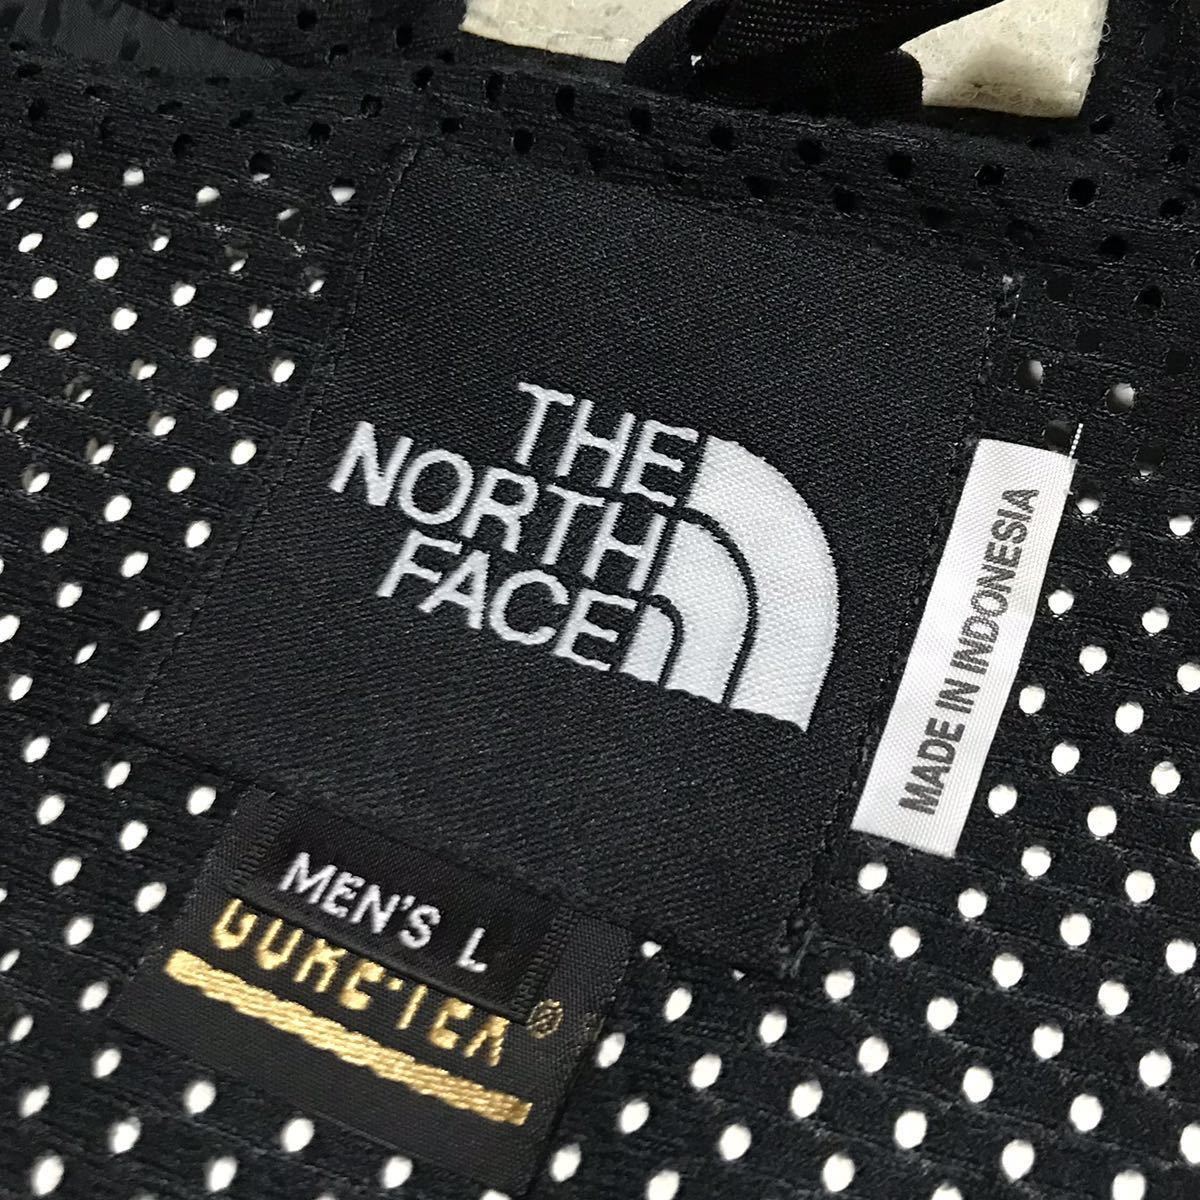 THE
NORTH
FACE
MADE IN INDONESIA
MEN'S L
GORE-TEX®